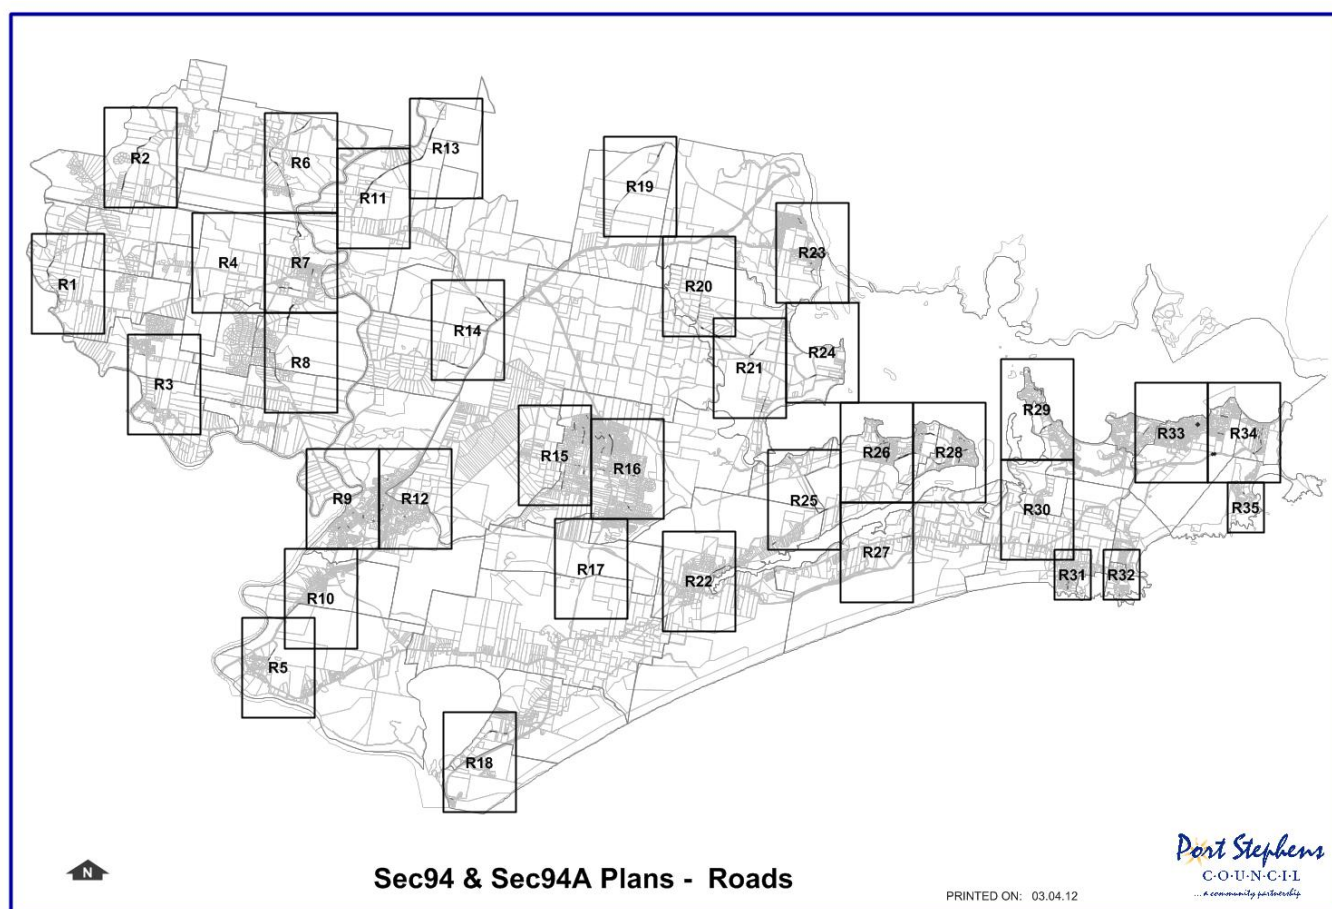 R13
R2
R6
R19
R11
R23
R4
R7
R1
R20
R14
R24
R8
R21
R3
R29
R33
R34
R26
R28
R15
R16
R9
R12
R25
R35
R30
R27
R17
R31
R32
R22
R10
R5
R18
Port Stephens
C·O·U·N·C·I·L
... a community partnership
N
Sec94 & Sec94A Plans - Roads
PRINTED ON: 03.04.12